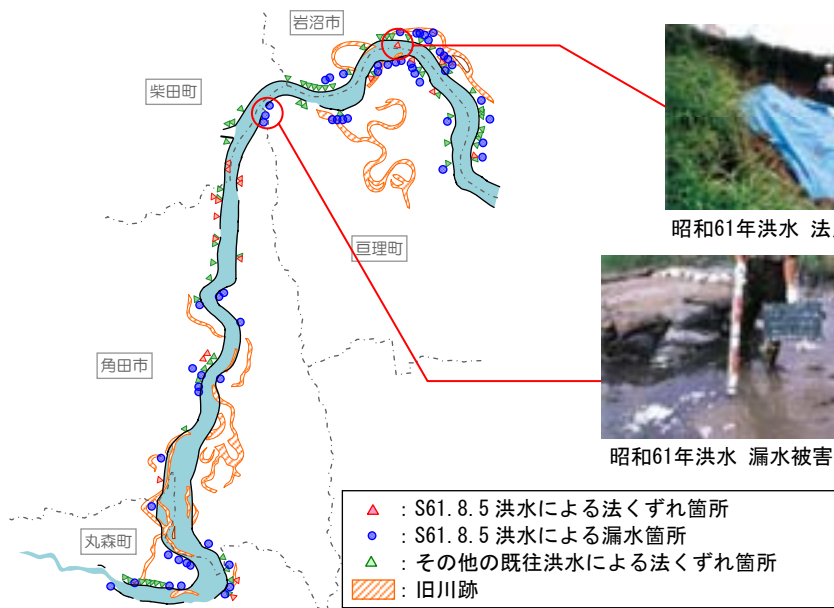 岩沼市
柴田町
亘理町
角田市
丸森町
昭和61年洪水 法
昭和61年洪水 漏水被害
：S61.8.5 洪水による法くずれ箇所
：S61.8.5 洪水による漏水箇所
：その他の既往洪水による法くずれ箇所
：旧川跡